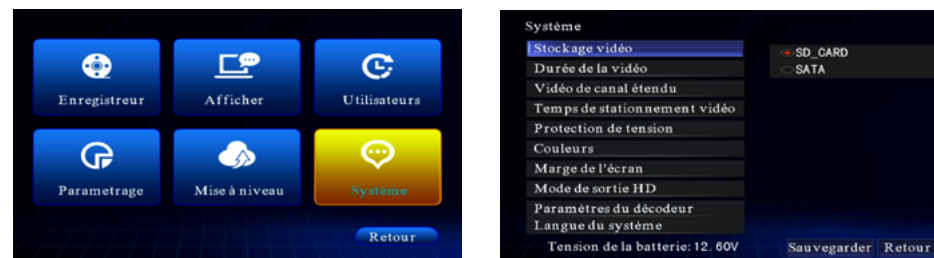 Enregistreur
Afficher
Utilisateurs
Parametrage
Mise à niveau
Système
Retour
Système
Stockage vidéo
SD_CARD
SATA
Durée de la vidéo
Vidéo de canal étendu
Temps de stationnement vidéo
Protection de tension
Couleurs
Marge de l'écran
Mode de sortie HD
Paramètres du décodeur
Langue du système
Tension de la batterie: 12. 60V
Sauvegarder
Retour